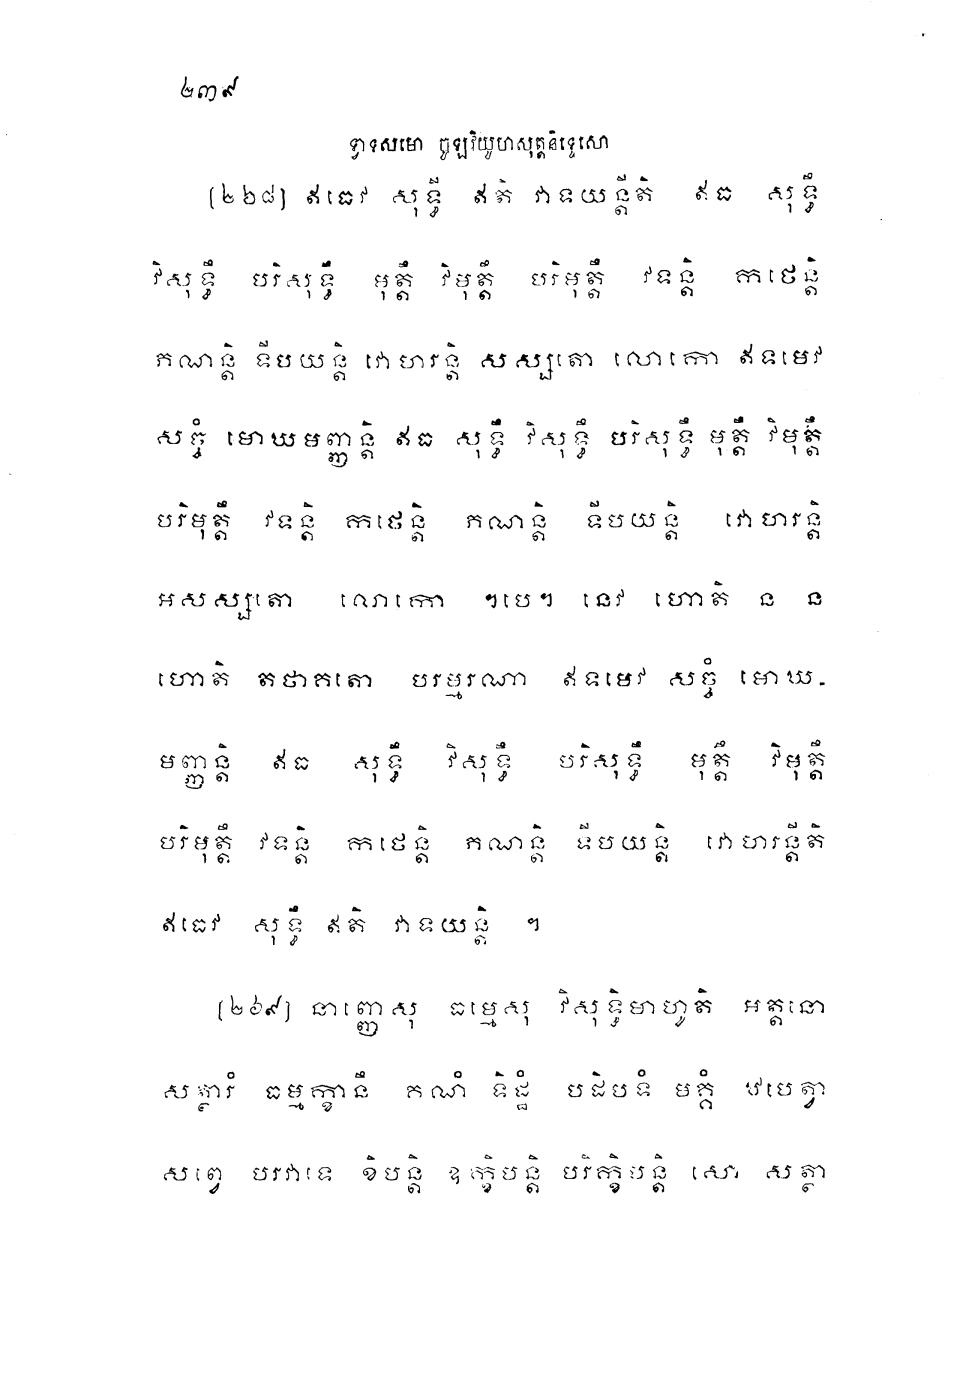 ២៣៩
ទ្វាទសមោ ចូឡវិយូហសុត្តនិទ្ទេសោ
[២៦៨] ឥធេវ សុទ្ធី ឥតិ វាទយន្តីតិ ឥធ សុទ្ធឹ
វិសុទ្ធឹ បរិសុទ្ធឹ មុត្តឹ វិមុត្តឹ បរិមុត្តឹ វទន្តិ កថេន្តិ
ភណន្តិ ទីបយន្តិ វោហរន្តិ សស្សតោ លោកោ ឥទមេវ
សច្ចំ មោឃមញ្ញន្តិ ឥធ សុទ្ធឹ វិសុទ្ធឹ បរិសុទ្ធឹ មុត្តឹ វិមុត្តឹ
បរិមុត្តឹ វទន្តិ កថេន្តិ ភណន្តិ ទីបយន្តិ វោហរន្តិ
អសស្សតោ លោកោ ។បេ។ នេវ ហោតិ ន ន
ហោតិ តថាគតោ បរម្មរណា ឥទមេវ សច្ចំ មោឃ-
មញ្ញន្តិ ឥធ សុទ្ធឹ វិសុទ្ធឹ បរិសុទ្ធឹ មុត្តឹ វិមុត្តឹ
បរិមុត្តឹ វទន្តិ កថេន្តិ ភណន្តិ ទីបយន្តិ វោហរន្តីតិ
ឥធេវ សុទ្ធឹ ឥតិ វាទយន្តិ ។
[២៦៩] នាញ្ញេសុ ធម្មេសុ វិសុទ្ធិមាហូតិ អត្តនោ
សត្ថារំ ធម្មក្ខានំ គណំ ទិដ្ឋំ បដិបទំ មគ្គំ ឋបេត្វា
សព្វេ បរវាទេ ខិបន្តិ ឧក្ខិបន្តិ បរិក្ខិបន្តិ សោ សត្ថា